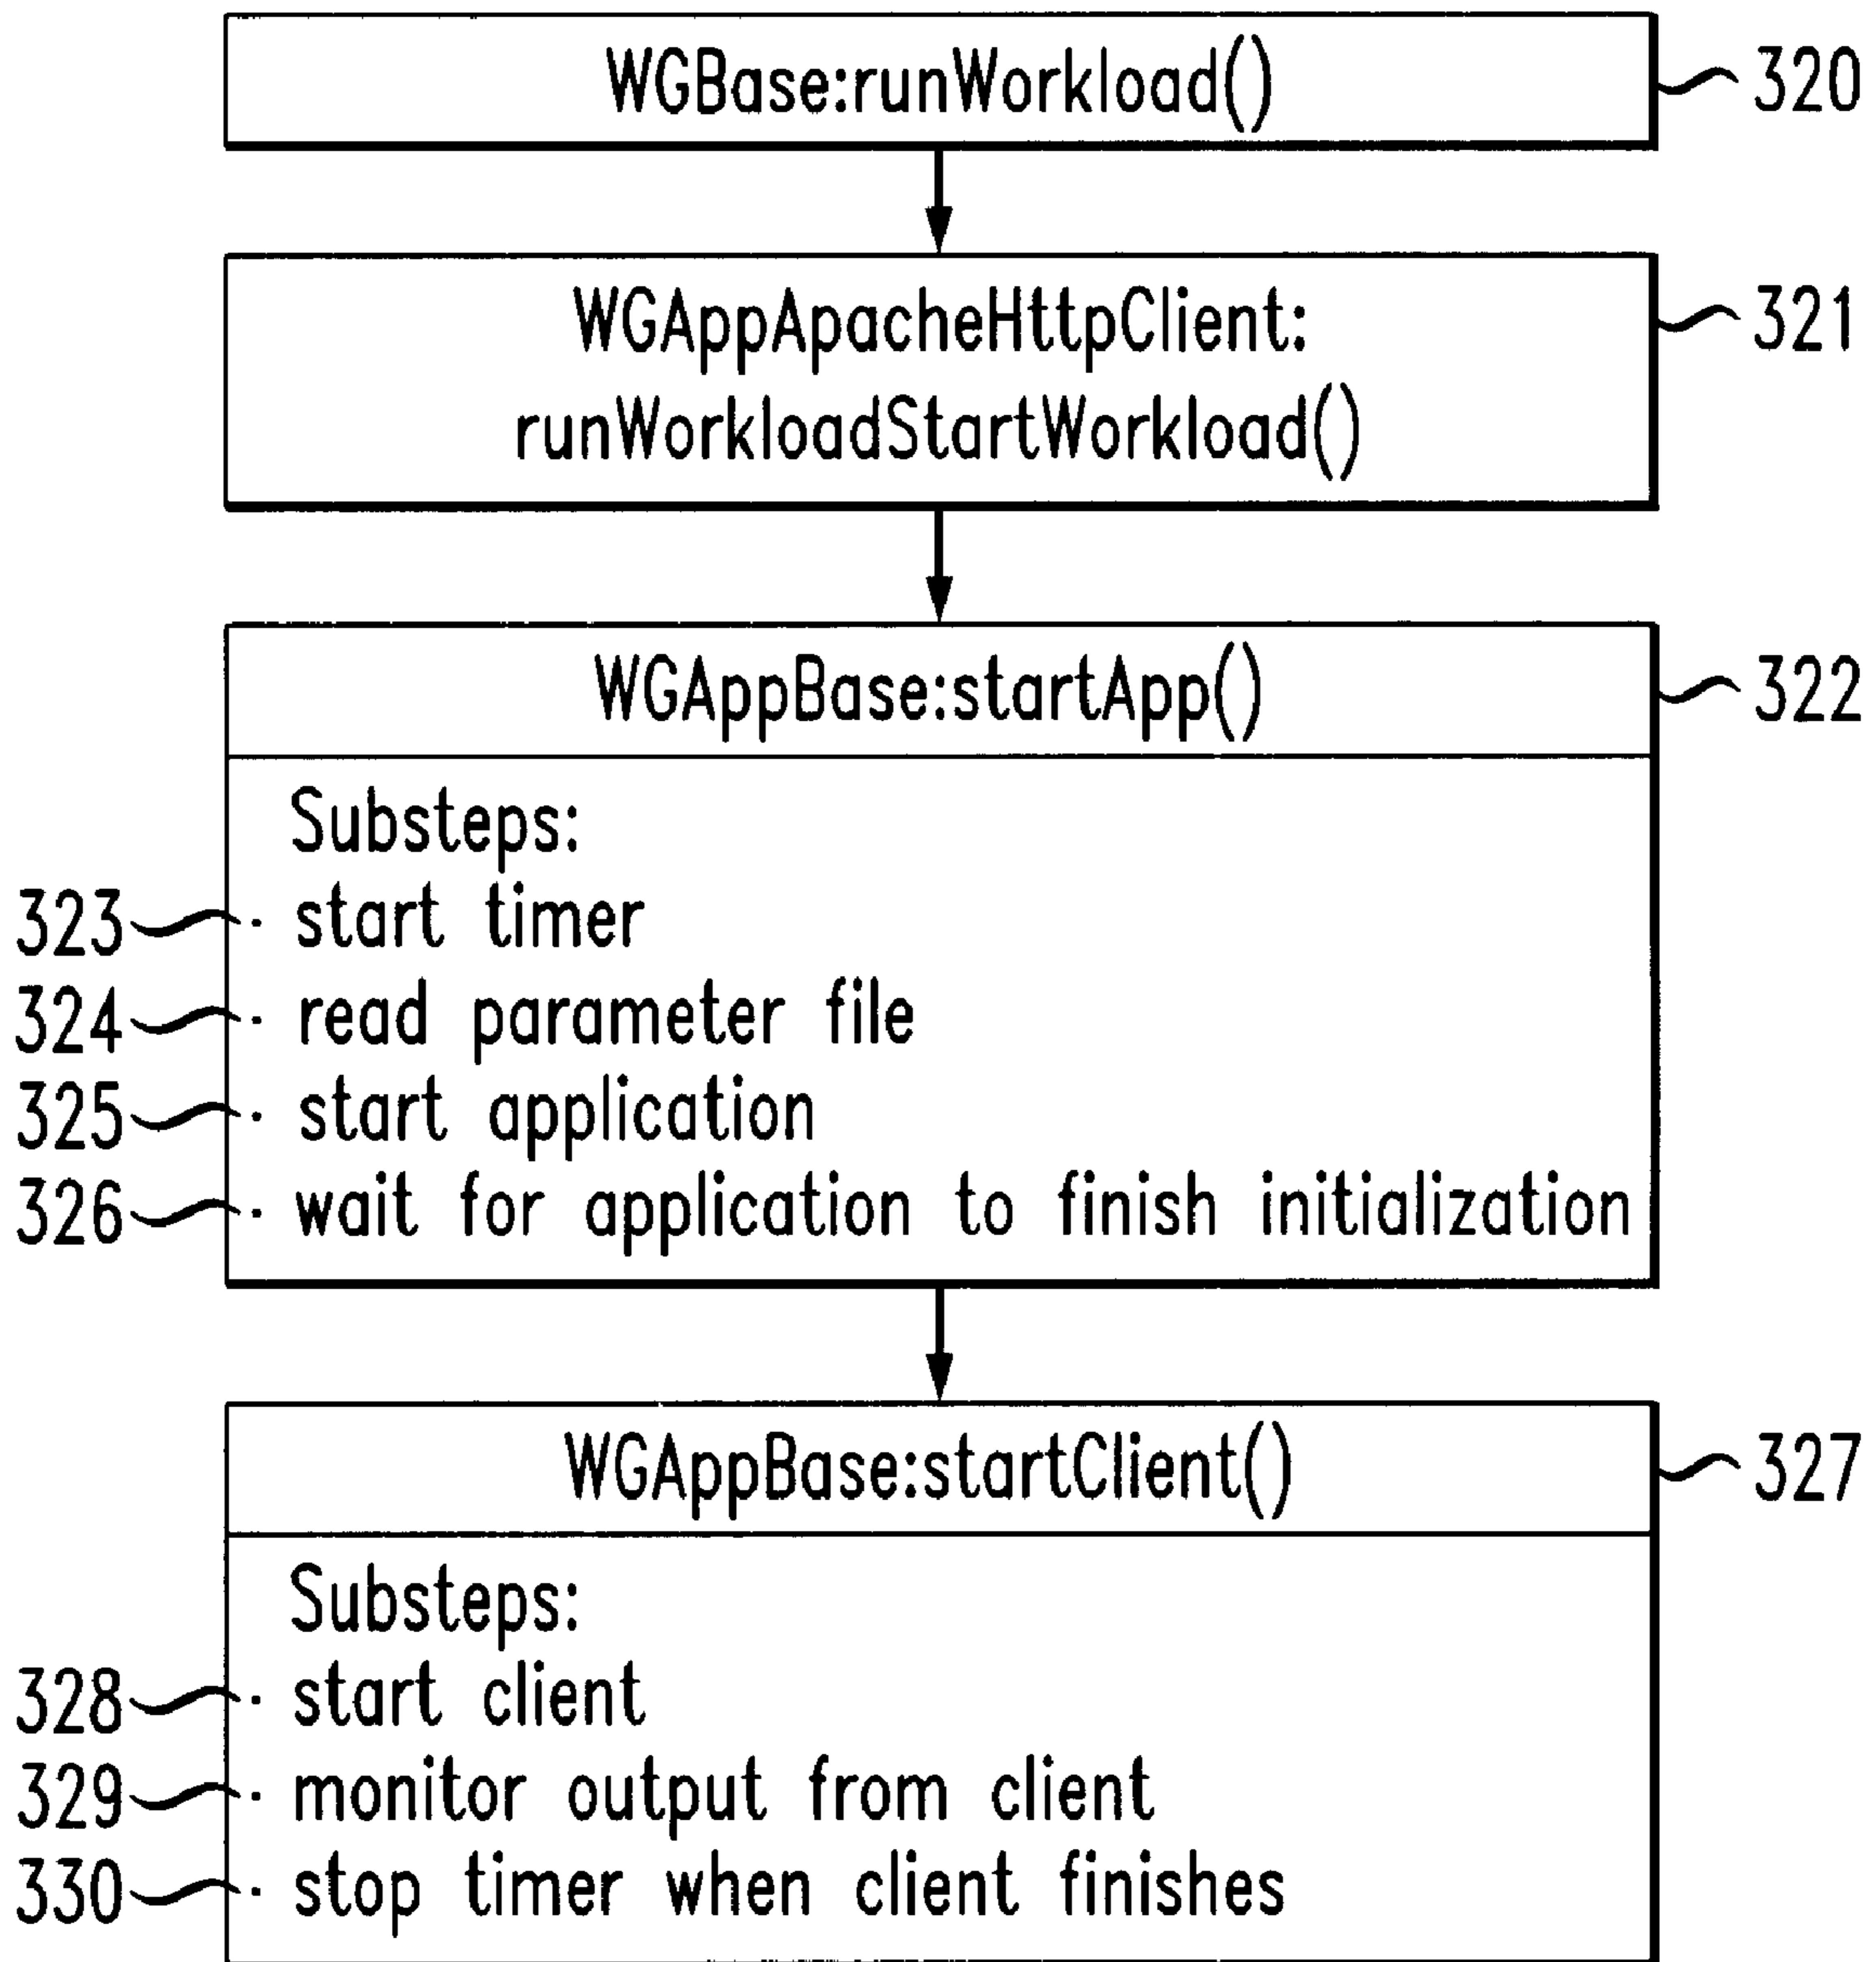 WGBase:runWorkload() 320
WGAppApacheHttpClient: 321
runWorkloadStartWorkload()
WGAppBase:startApp() 322
Substeps:
323 · start timer
324 · read parameter file
325 · start application
326 · wait for application to finish initialization
WGAppBase:startClient() 327
Substeps:
328 · start client
329 · monitor output from client
330 · stop timer when client finishes